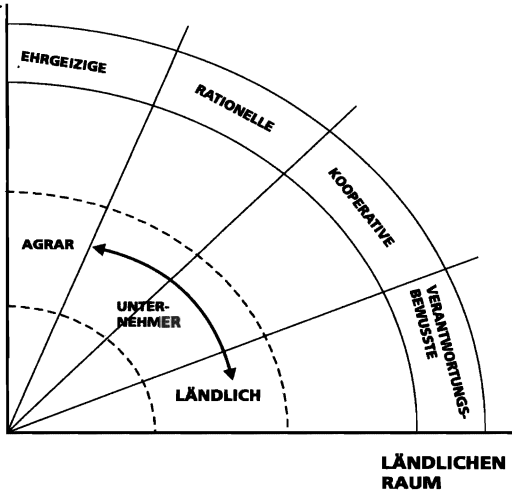 EHRGEIZIGE
RATIONELLE
KOOPERATIVE
VERANTWORTUNGS-
BEWUSSTE
AGRAR
UNTER-
NEHMER
LÄNDLICH
LÄNDLICHEN
RAUM